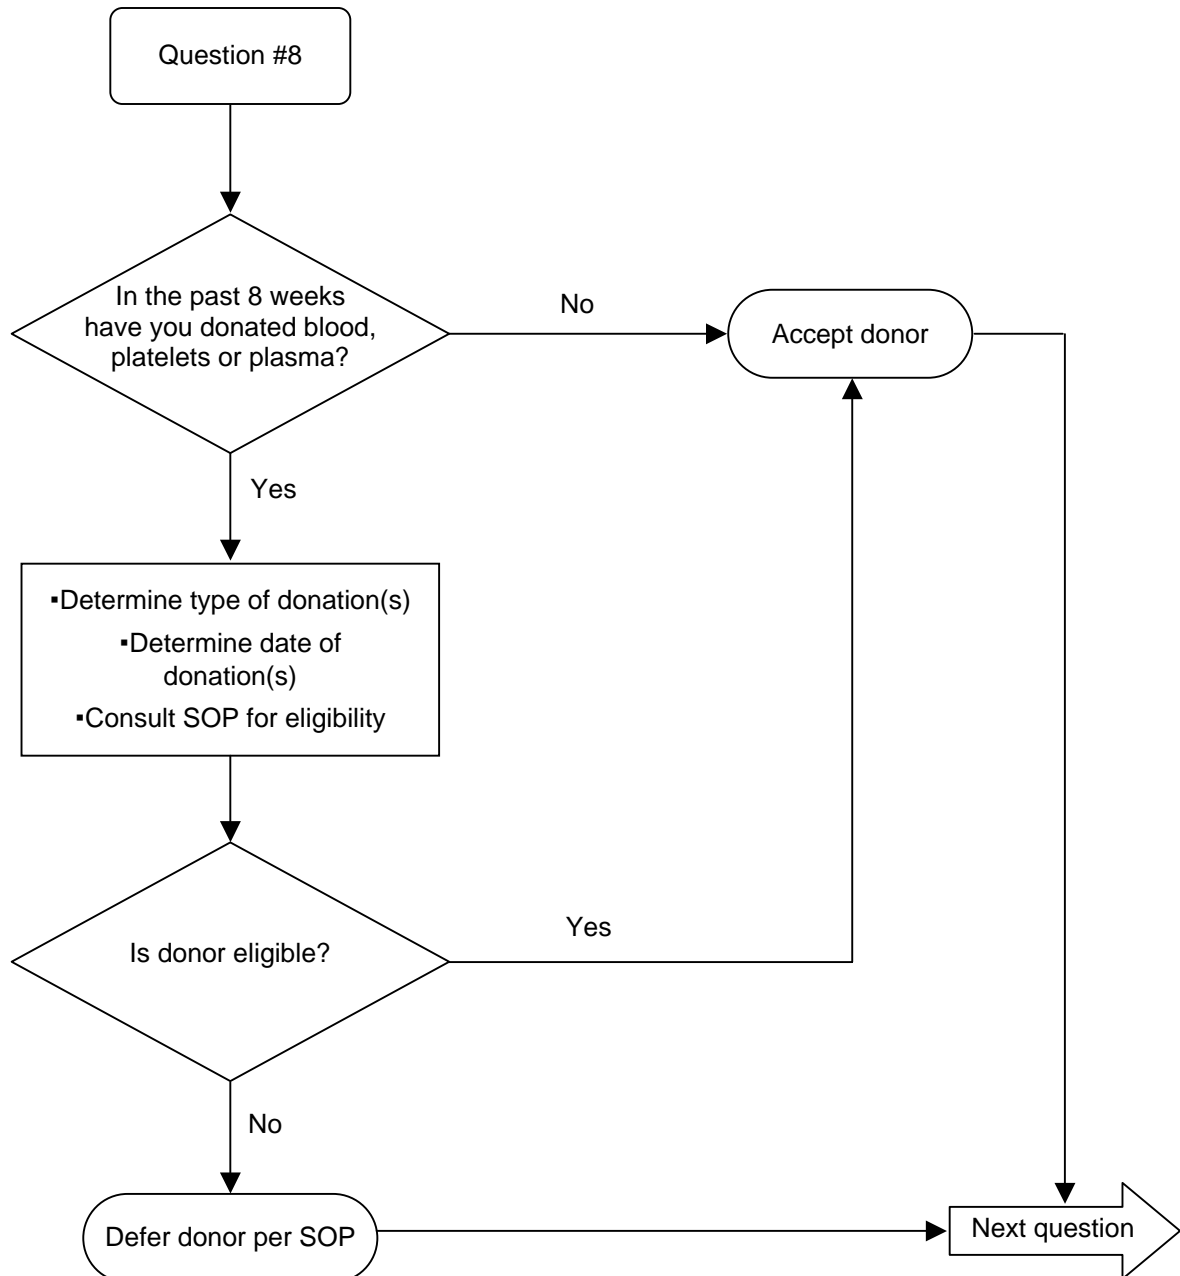 Question #8
In the past 8 weeks
have you donated blood,
platelets or plasma?
No
Accept donor
Yes
▪Determine type of donation(s)
▪Determine date of
donation(s)
▪Consult SOP for eligibility
Is donor eligible?
Yes
No
Defer donor per SOP
Next question